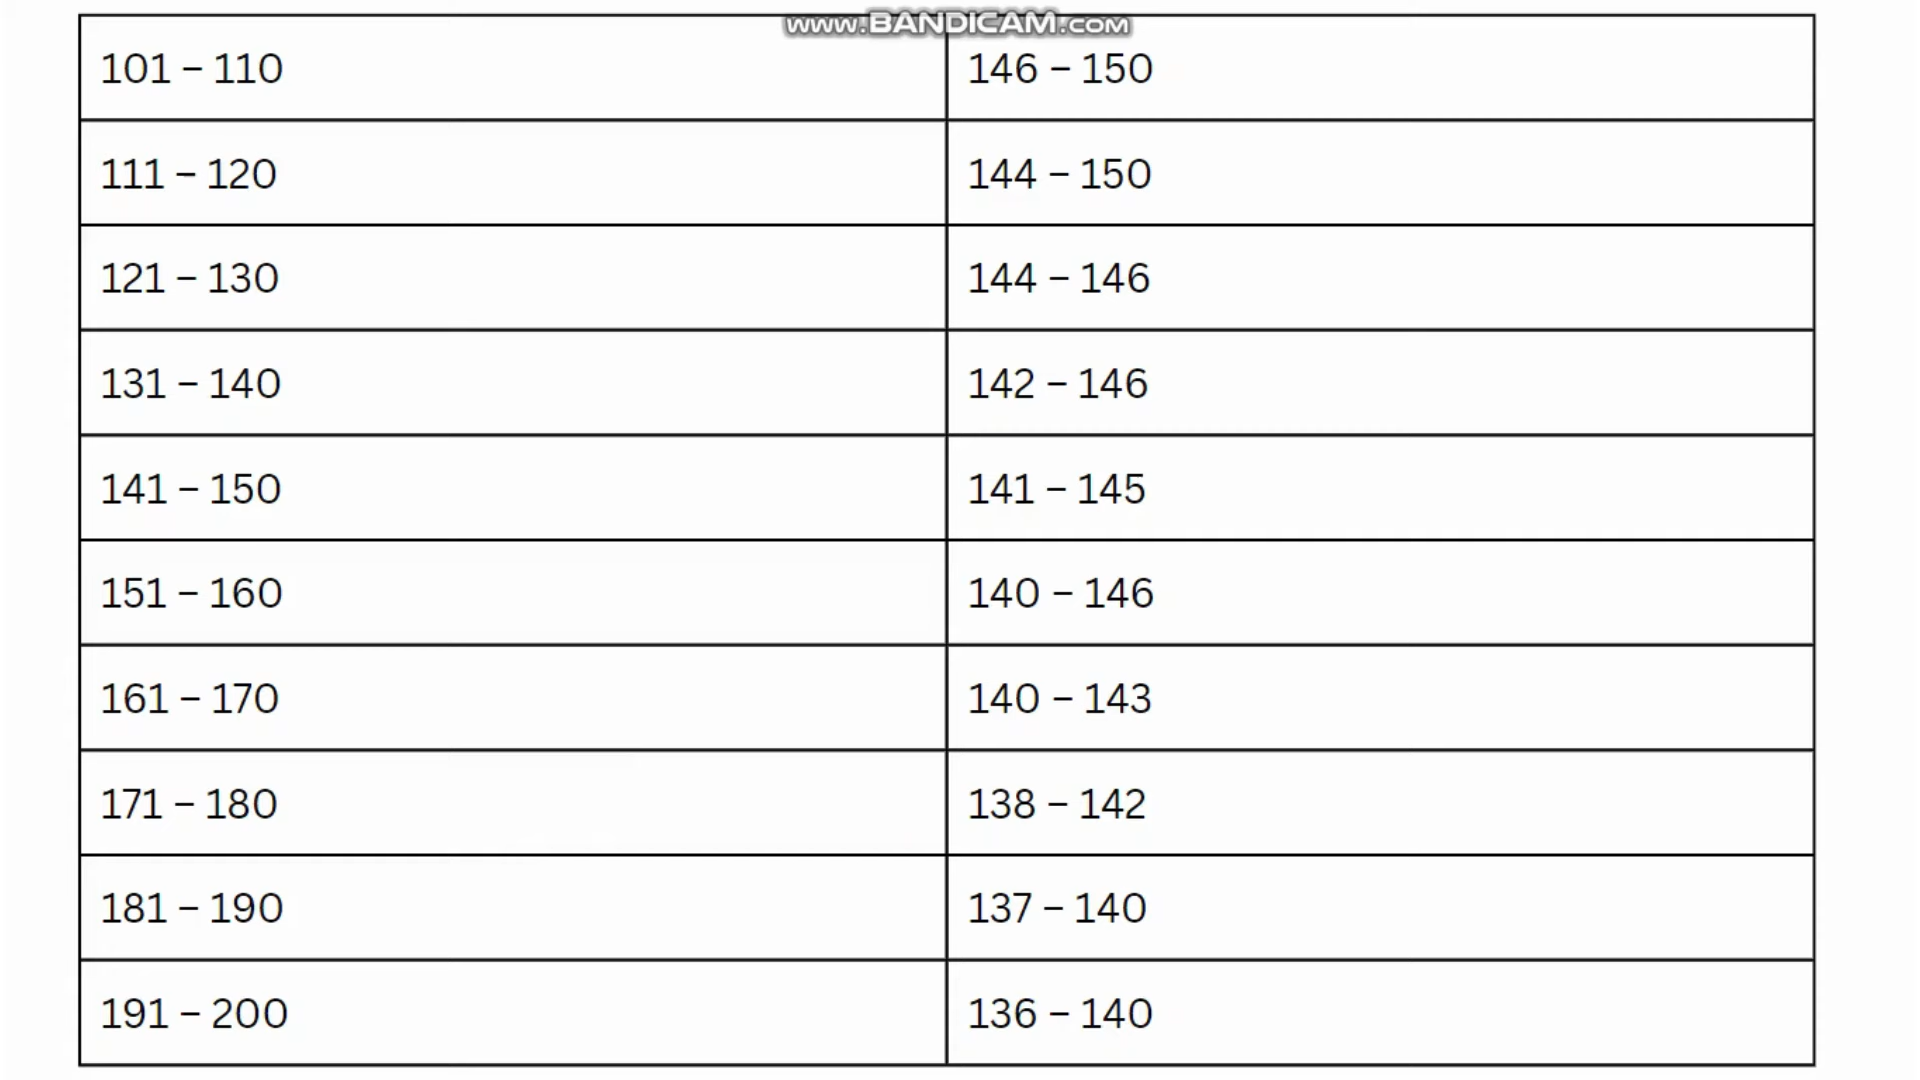 www.BANDICAM.com
101 – 110 146 – 150
111 – 120 144 – 150
121 – 130 144 – 146
131 – 140 142 – 146
141 – 150 141 – 145
151 – 160 140 – 146
161 – 170 140 – 143
171 – 180 138 – 142
181 – 190 137 – 140
191 – 200 136 – 140